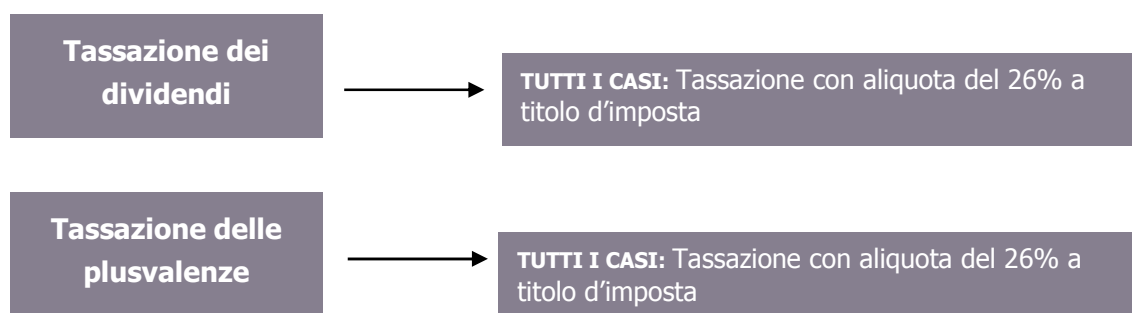 Tassazione dei
dividendi
TUTTI I CASI: Tassazione con aliquota del 26% a
titolo d’imposta
Tassazione delle
plusvalenze
TUTTI I CASI: Tassazione con aliquota del 26% a
titolo d’imposta